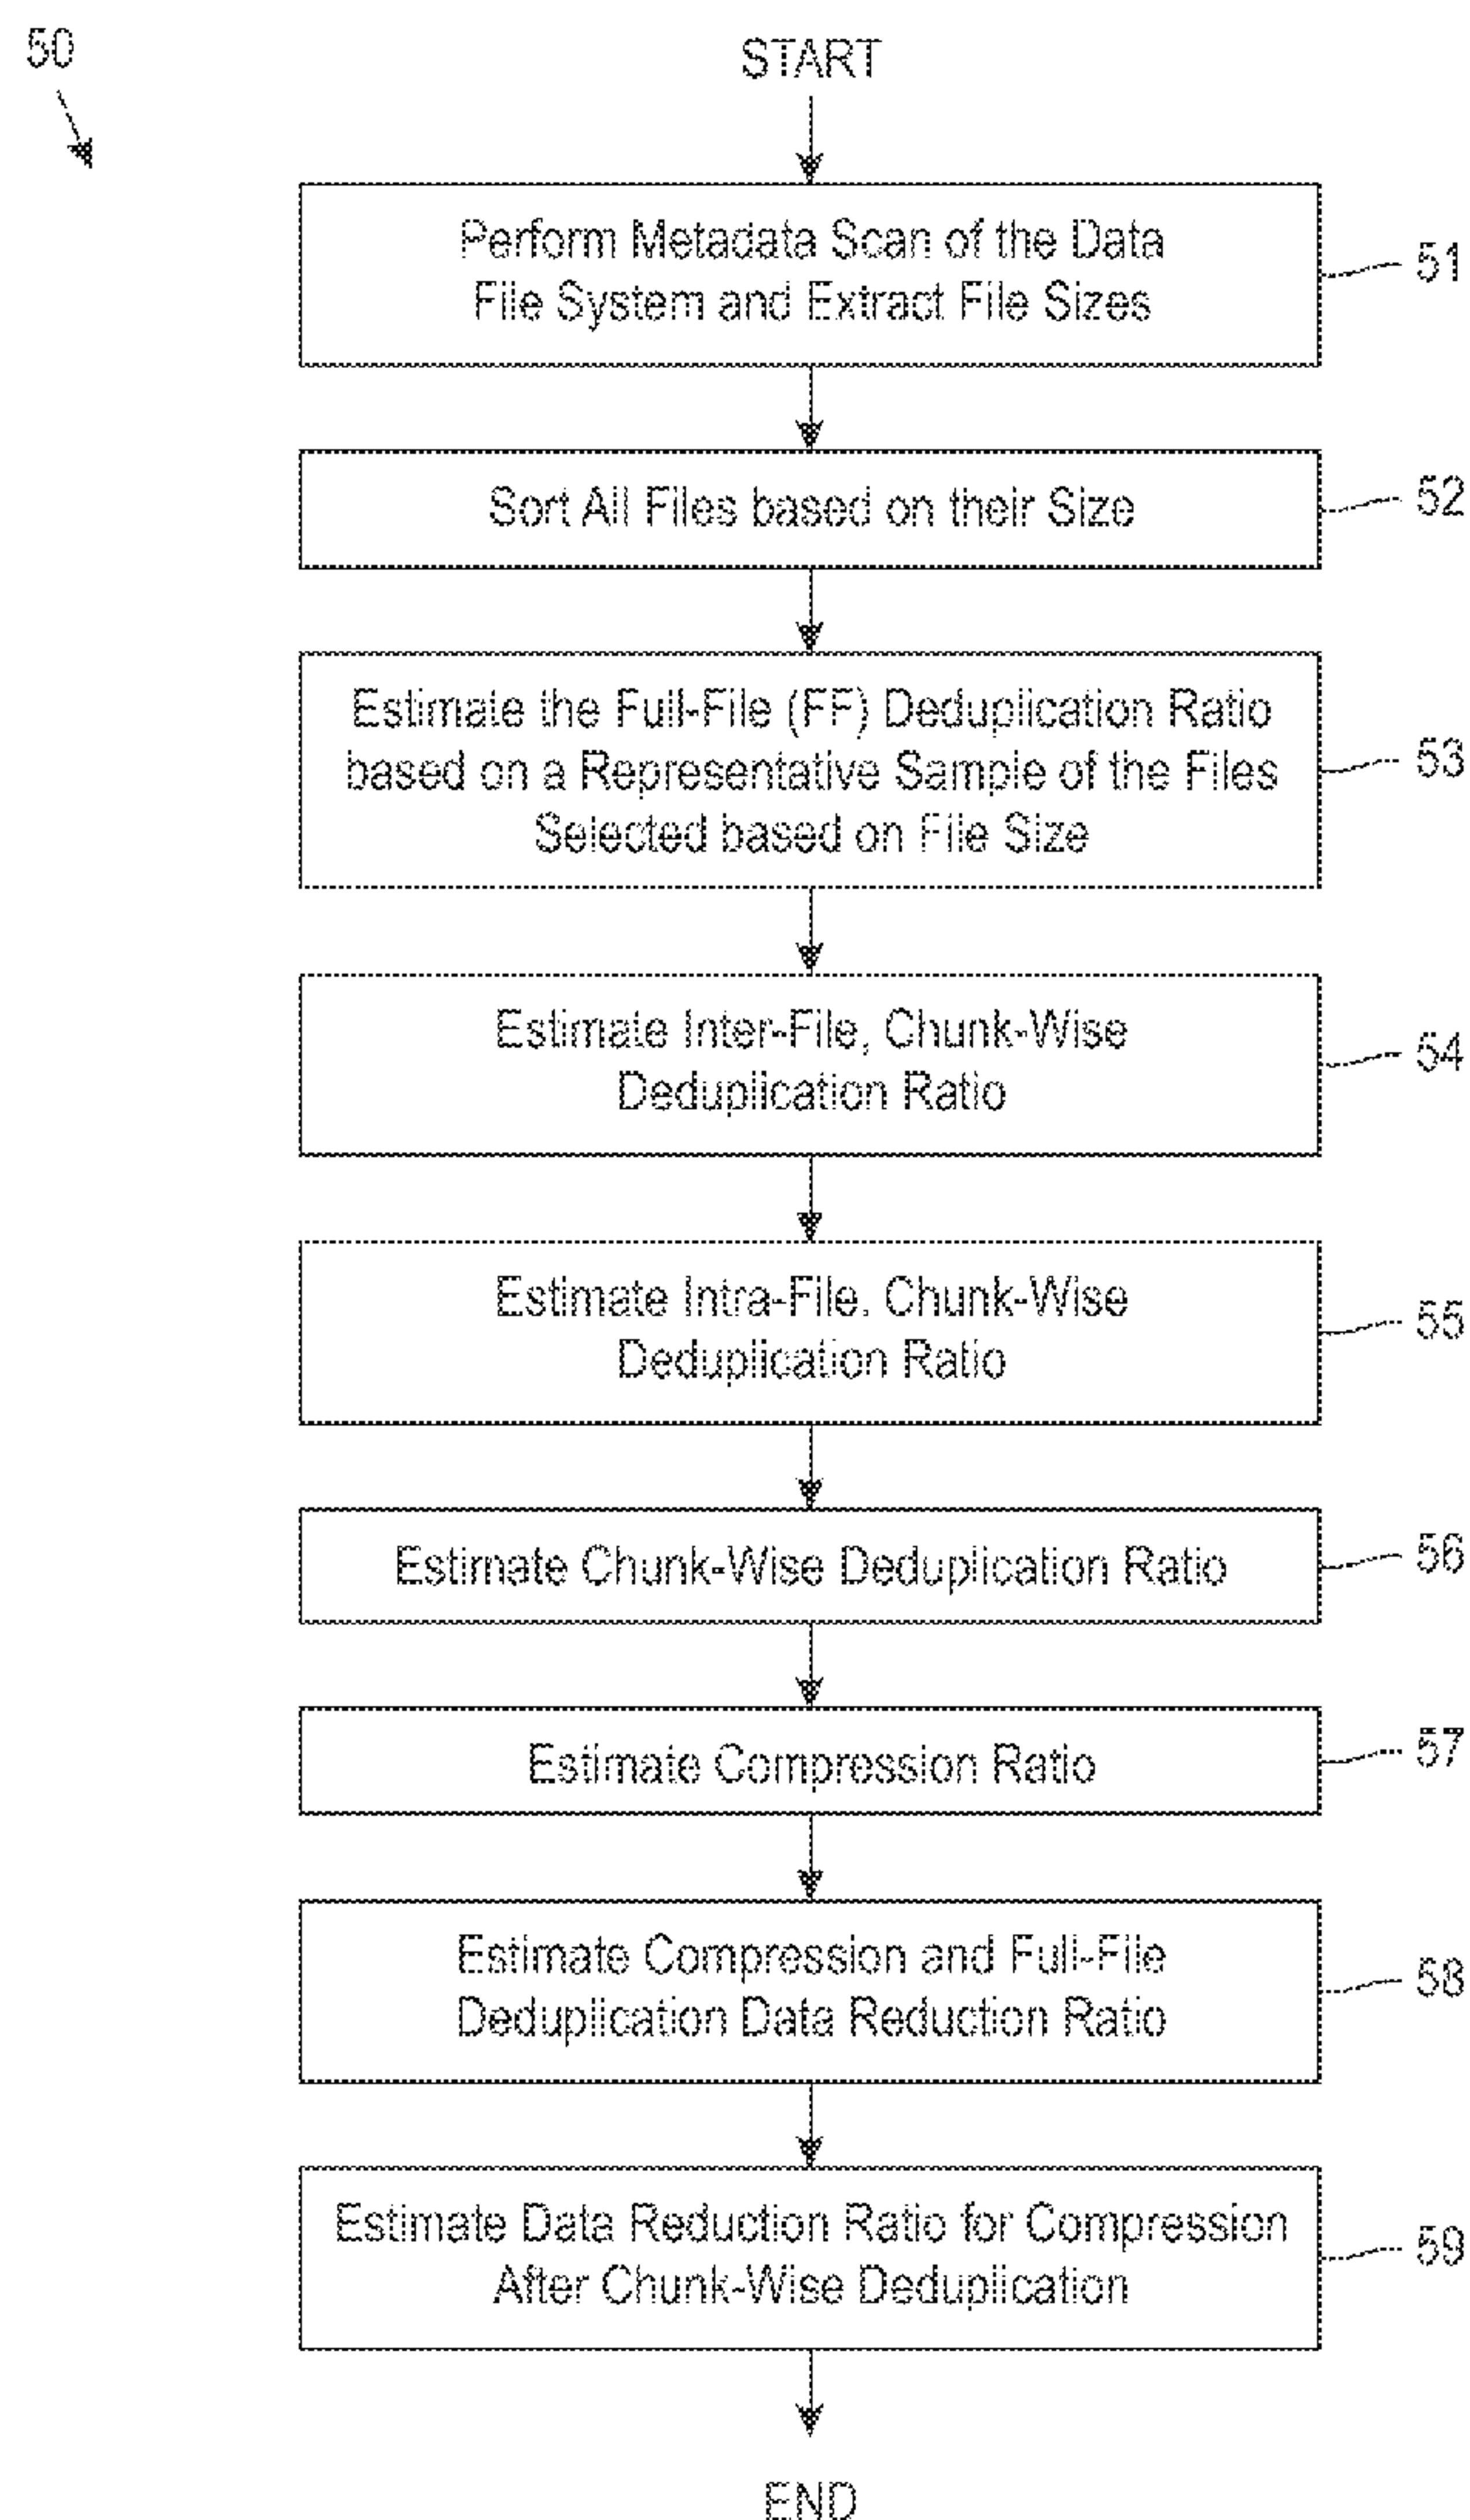 50
START
Perform Metadata Scan of the Data
File System and Extract File Sizes
51
Sort All Files based on their Size
52
Estimate the Full-File (FF) Deduplication Ratio
based on a Representative Sample of the Files
Selected based on File Size
53
Estimate Inter-File, Chunk-Wise
Deduplication Ratio
54
Estimate Intra-File, Chunk-Wise
Deduplication Ratio
55
Estimate Chunk-Wise Deduplication Ratio
56
Estimate Compression Ratio
57
Estimate Compression and Full-File
Deduplication Data Reduction Ratio
58
Estimate Data Reduction Ratio for Compression
After Chunk-Wise Deduplication
59
END